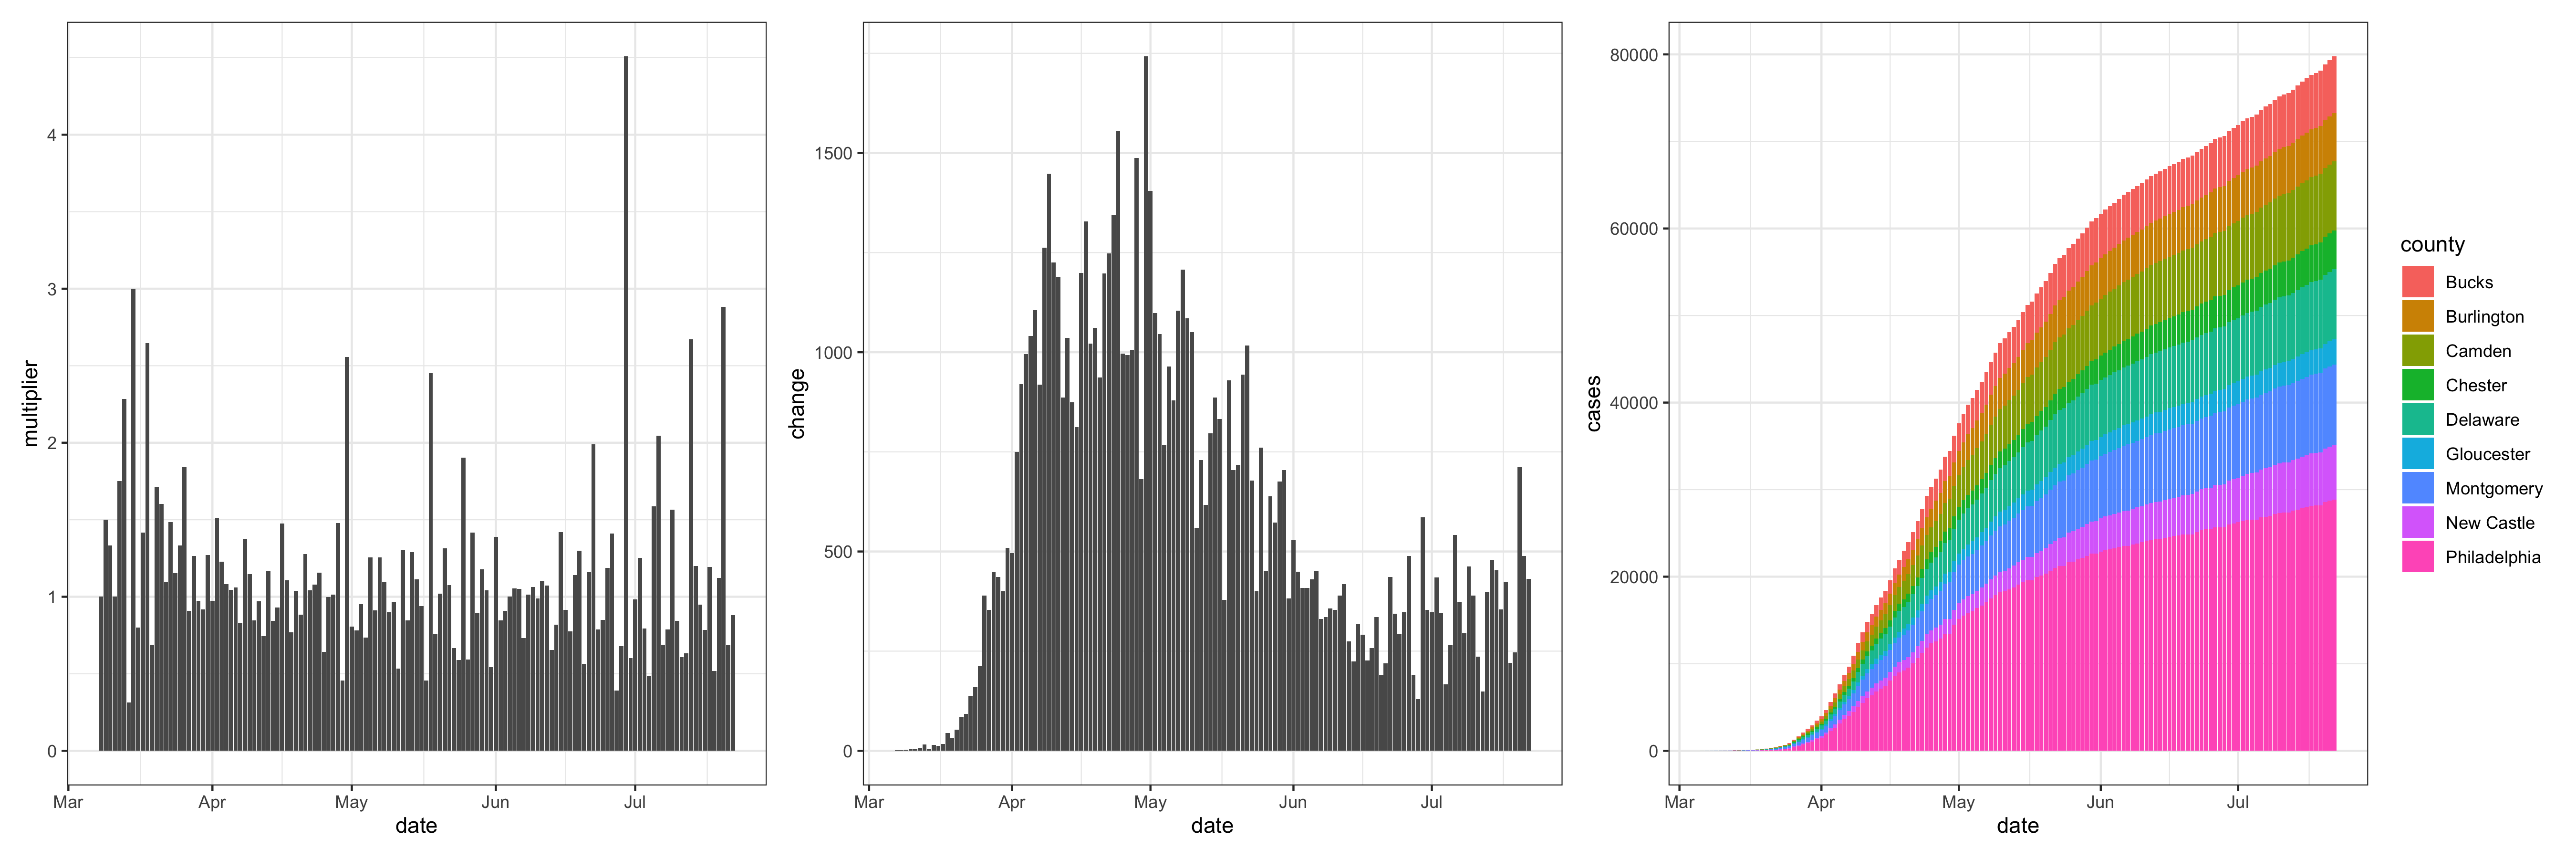 multiplier
4
3
2
1
0
Mar Apr May Jun Jul
date
change
1500
1000
500
0
Mar Apr May Jun Jul
date
cases
80000
60000
40000
20000
0
Mar Apr May Jun Jul
date
county
Bucks
Burlington
Camden
Chester
Delaware
Gloucester
Montgomery
New Castle
Philadelphia